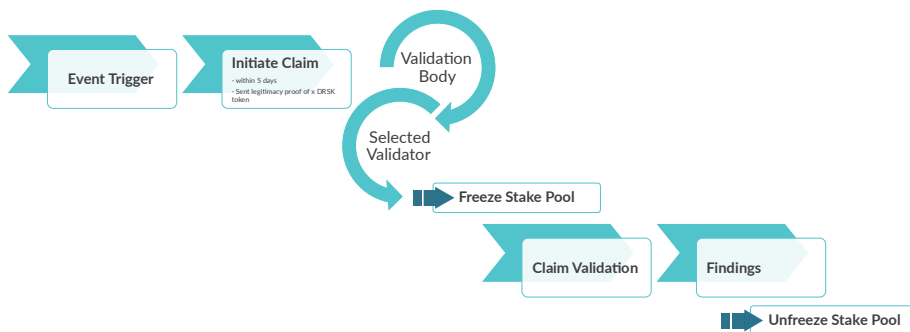 Event Trigger
Initiate Claim
- within 5 days
- Sent legitimacy proof of x DRSK
token
Validation
Body
Selected
Validator
Freeze Stake Pool
Claim Validation
Findings
Unfreeze Stake Pool